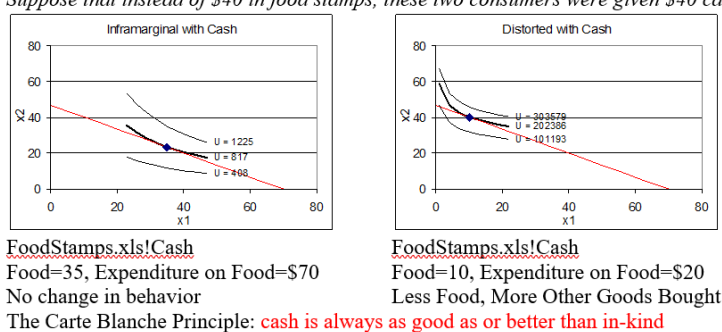 Suppose that instead of $40 in food stamps, these two consumers were given $40 ca
Inframarginal with Cash
80
60
40
20
0
x2
U = 1225
U = 817
U = 408
0 20 40 60 80
x1
Distorted with Cash
80
60
40
20
0
x2
U = 303579
U = 202386
U = 101193
0 20 40 60 80
x1
FoodStamps.xls!Cash
Food=35, Expenditure on Food=$70
No change in behavior
FoodStamps.xls!Cash
Food=10, Expenditure on Food=$20
Less Food, More Other Goods Bought
The Carte Blanche Principle: cash is always as good as or better than in-kind